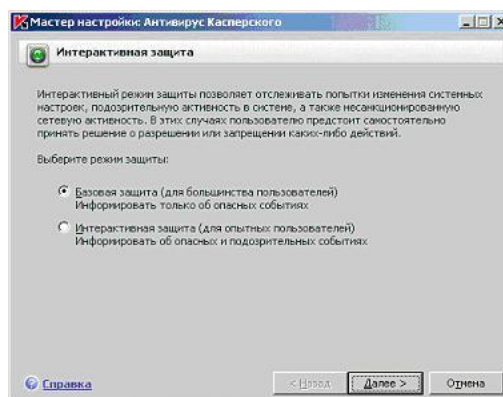 Мастер настройки: Антивирус Касперского
Интерактивная защита
Интерактивный режим защиты позволяет отслеживать попытки изменения системных
настроек, подозрительную активность в системе, а также несанкционированную
сетевую активность. В этих случаях пользователю предстоит самостоятельно
принять решение о разрешении или запрещении каких-либо действий.
Выберите режим защиты:
Базовая защита (для большинства пользователей)
Информировать только об опасных событиях
Интерактивная защита (для опытных пользователей)
Информировать об опасных и подозрительных событиях
Справка
< Назад
Далее >
Отмена